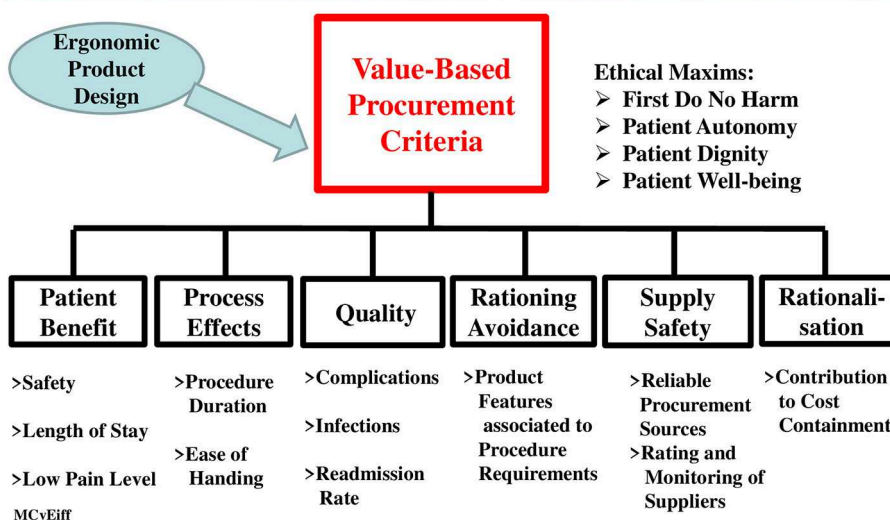 Ergonomic
Product
Design
Value-Based
Procurement
Criteria
Ethical Maxims:
➢ First Do No Harm
➢ Patient Autonomy
➢ Patient Dignity
➢ Patient Well-being
Patient
Benefit
>Safety
>Length of Stay
>Low Pain Level
Process
Effects
>Procedure
Duration
>Ease of
Handing
Quality
>Complications
>Infections
>Readmission
Rate
Rationing
Avoidance
>Product
Features
associated to
Procedure
Requirements
Supply
Safety
>Reliable
Procurement
Sources
>Rating and
Monitoring of
Suppliers
Rationali-
sation
>Contribution
to Cost
Containment
MCvEiff